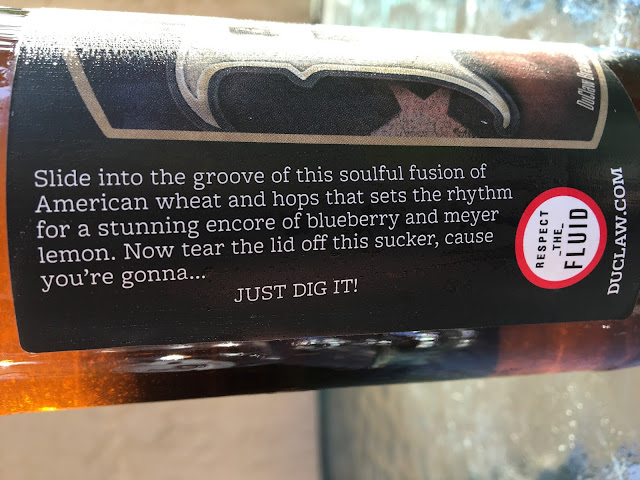 Slide into the groove of this soulful fusion of
American wheat and hops that sets the rhythm
for a stunning encore of blueberry and meyer
lemon. Now tear the lid off this sucker, cause
you're gonna...
JUST DIG IT!
RESPECT
_THE_
FLUID
DUCLAW.COM
DuClaw